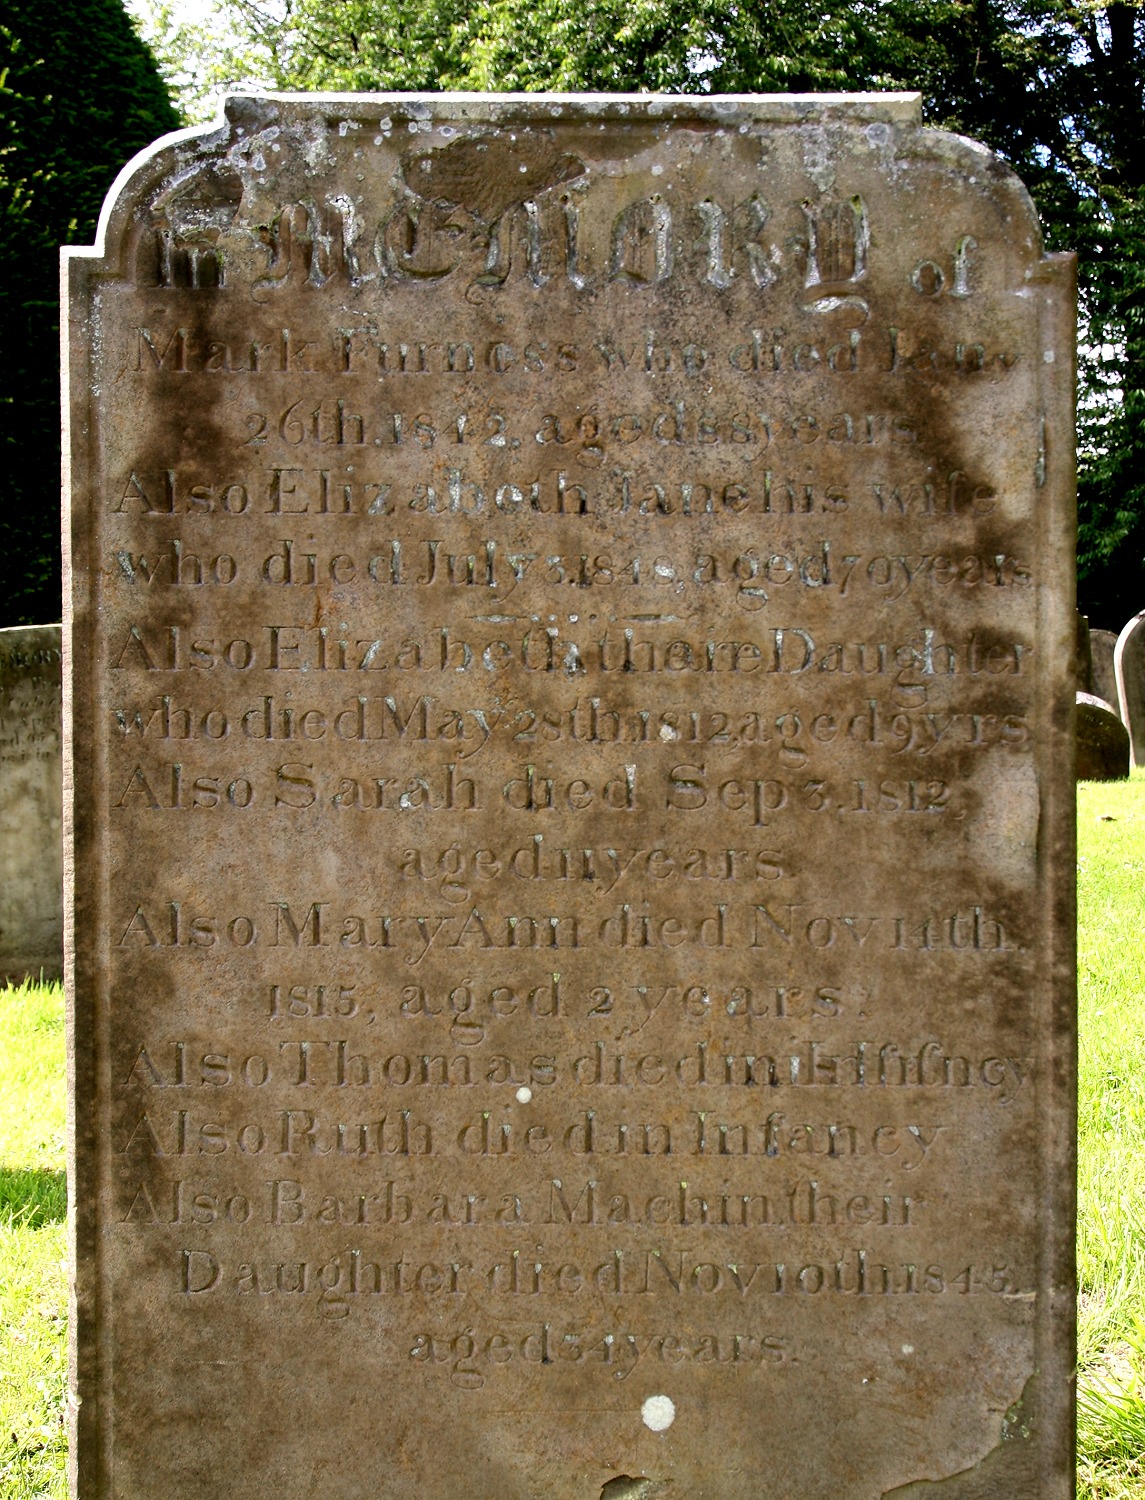 In Memory of
Mark Furness who died Jany
26th.1842, aged 88 years
Also Elizabeth Jane his wife
who died July 3.1848, aged 70 years
Also Elizabeth their Daughter
who died May 28th 1812 aged 9 yrs
Also Sarah died Sep 3.1812,
aged 11 years
Also Mary Ann died Nov 14th
1815, aged 2 years.
Also Thomas died in
Also Ruth died in Infancy
Also Barbara Machin their
Daughter died Nov 10th.1845.
aged 34 years.